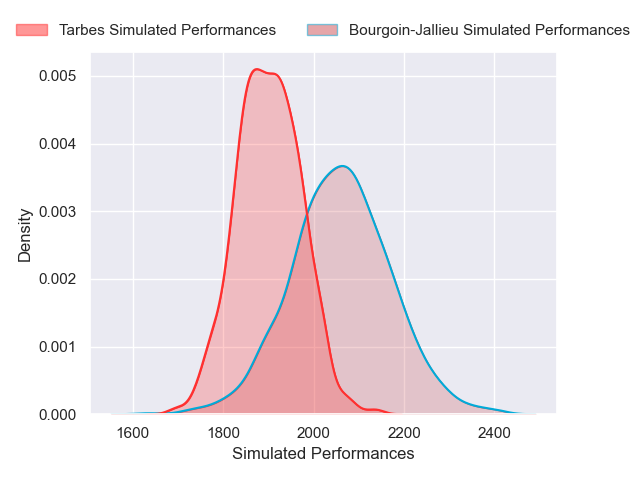 Tarbes Simulated Performances
Bourgoin-Jallieu Simulated Performances
0.005
0.004
0.003
0.002
0.001
0.000
Density
1600
1800
2000
2200
2400
Simulated Performances